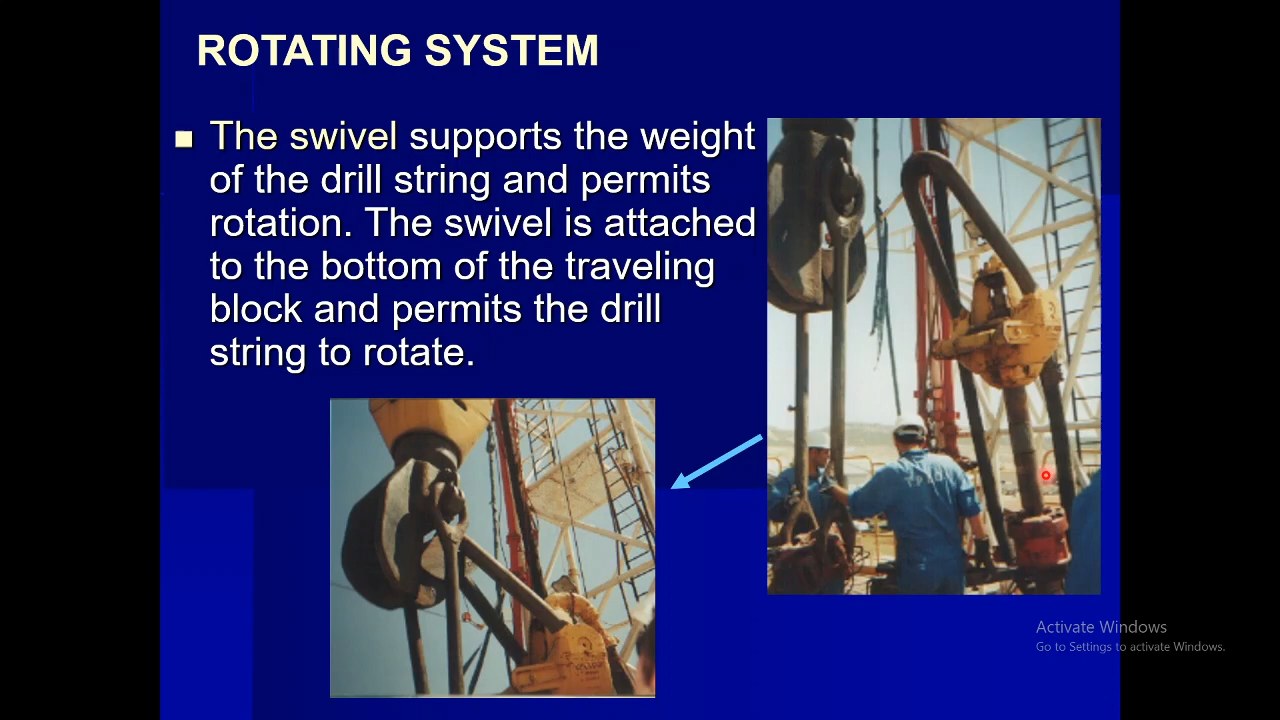 ROTATING SYSTEM
The swivel supports the weight
of the drill string and permits
rotation. The swivel is attached
to the bottom of the traveling
block and permits the drill
string to rotate.
Activate Windows
Go to Settings to activate Windows.